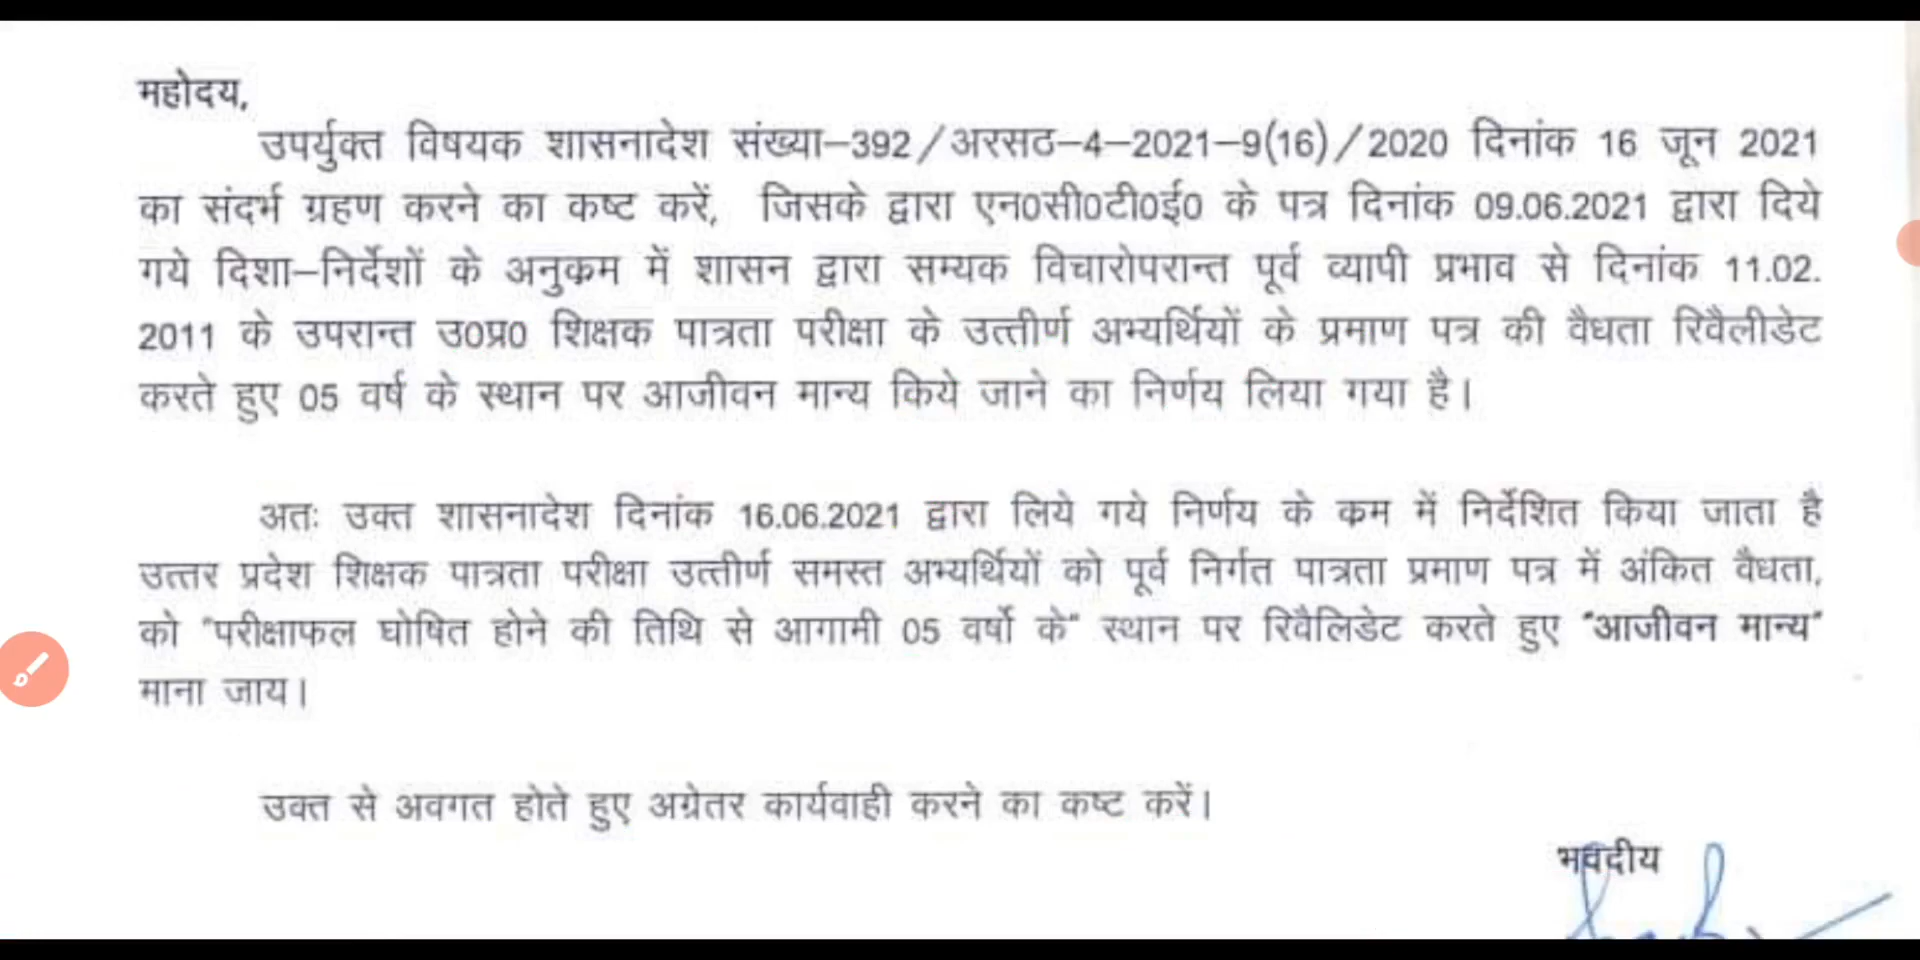 महोदय,
उपर्युक्त विषयक शासनादेश संख्या–392/अरसठ–4–2021–9(16)/2020 दिनांक 16 जून 2021
का संदर्भ ग्रहण करने का कष्ट करें, जिसके द्वारा एन0सी0टी0ई0 के पत्र दिनांक 09.06.2021 द्वारा दिये
गये दिशा–निर्देशों के अनुक्रम में शासन द्वारा सम्यक विचारोपरान्त पूर्व व्यापी प्रभाव से दिनांक 11.02.
2011 के उपरान्त उ0प्र0 शिक्षक पात्रता परीक्षा के उत्तीर्ण अभ्यर्थियों के प्रमाण पत्र की वैधता रिवैलीडेट
करते हुए 05 वर्ष के स्थान पर आजीवन मान्य किये जाने का निर्णय लिया गया है।
अतः उक्त शासनादेश दिनांक 16.06.2021 द्वारा लिये गये निर्णय के कम में निर्देशित किया जाता है
उत्तर प्रदेश शिक्षक पात्रता परीक्षा उत्तीर्ण समस्त अभ्यर्थियों को पूर्व निर्गत पात्रता प्रमाण पत्र में अंकित वैधता,
को "परीक्षाफल घोषित होने की तिथि से आगामी 05 वर्षो के" स्थान पर रिवैलिडेट करते हुए "आजीवन मान्य"
माना जाय।
उक्त से अवगत होते हुए अग्रेतर कार्यवाही करने का कष्ट करें।
भवदीय